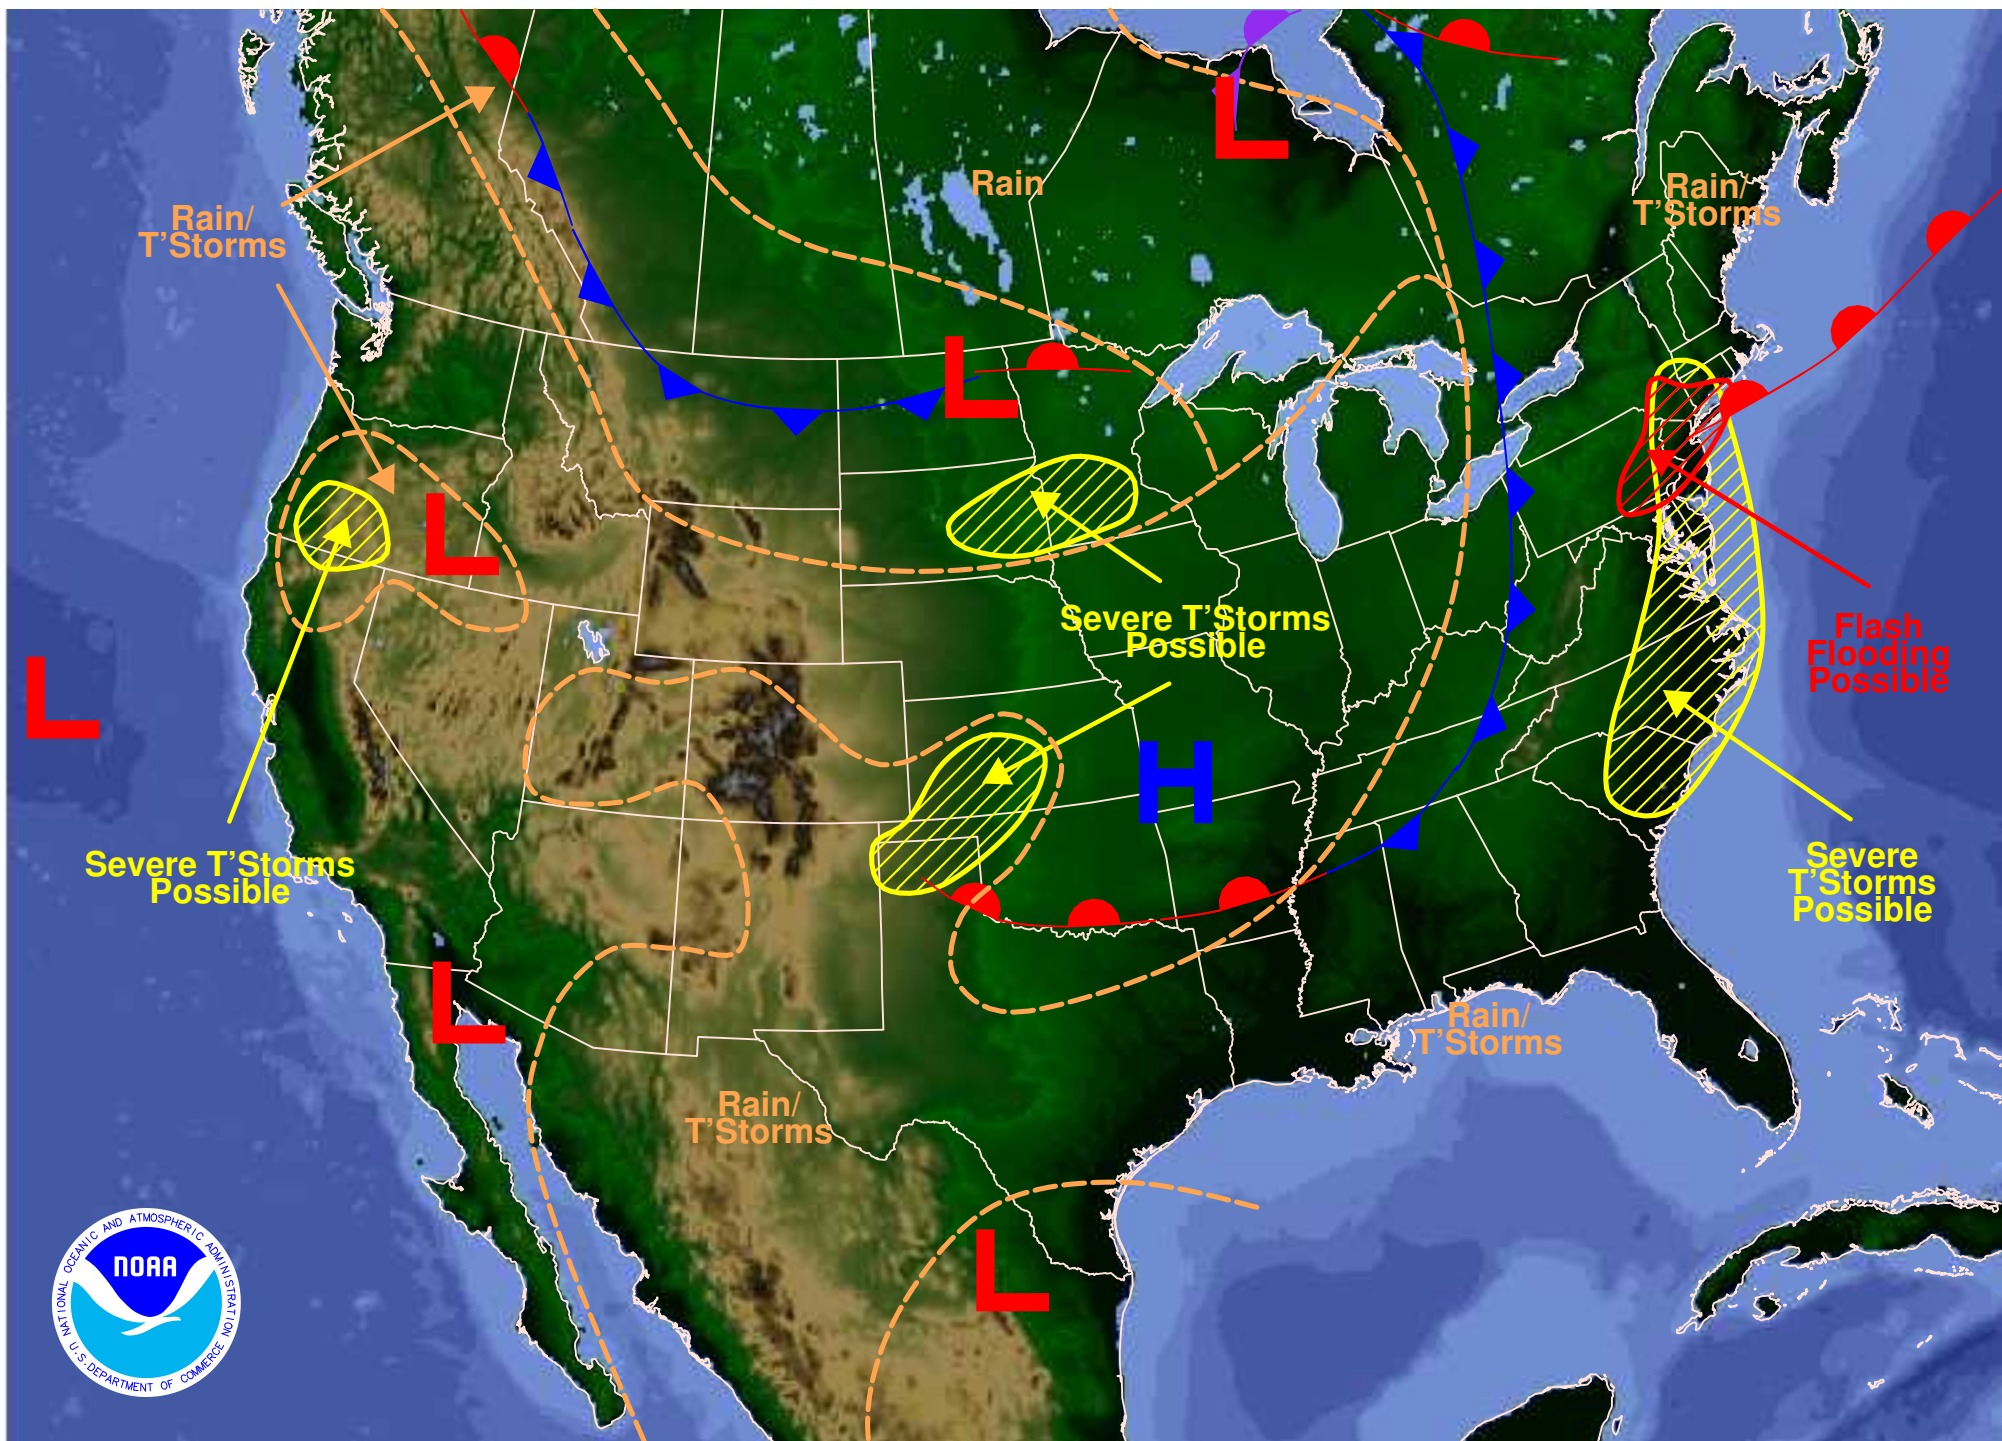 L
Rain
Rain/
T'Storms
Rain/
T'Storms
L
L
Severe T'Storms
Possible
Flash
Flooding
Possible
L
H
Severe T'Storms
Possible
Severe
T'Storms
Possible
L
Rain/
T'Storms
Rain/
T'Storms
L
NATIONAL OCEANIC AND ATMOSPHERIC ADMINISTRATION
NOAA
U.S. DEPARTMENT OF COMMERCE